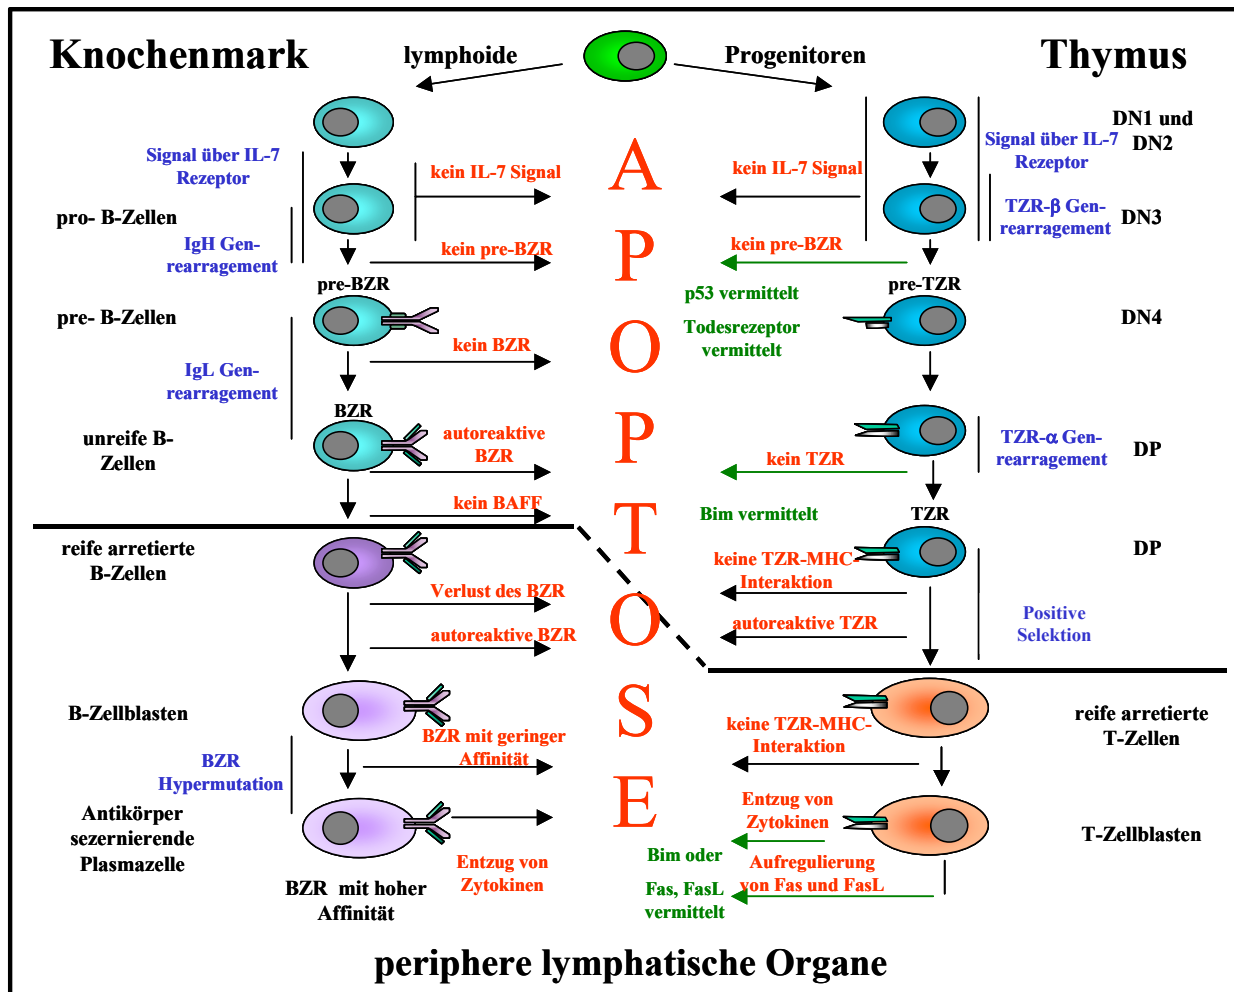 Knochenmark
lymphoide
Progenitoren
Thymus
DN1 und
DN2
Signal über IL-7
Rezeptor
kein IL-7 Signal
kein IL-7 Signal
Signal über IL-7
Rezeptor
pro- B-Zellen
IgH Gen-
rearragement
kein pre-BZR
kein pre-BZR
TZR-β Gen-
rearragement
DN3
pre-BZR
p53 vermittelt
pre-TZR
pre- B-Zellen
kein BZR
Todesrezeptor
vermittelt
DN4
IgL Gen-
rearragement
BZR
unreife B-
Zellen
autoreaktive
BZR
kein TZR
TZR-α Gen-
rearragement
DP
kein BAFF
Bim vermittelt
TZR
reife arretierte
B-Zellen
keine TZR-MHC-
Interaktion
DP
Verlust des BZR
autoreaktive BZR
autoreaktive TZR
Positive
Selektion
A
P
O
P
T
O
S
E
B-Zellblasten
BZR mit geringer
Affinität
keine TZR-MHC-
Interaktion
reife arretierte
T-Zellen
BZR
Hypermutation
Antikörper
sezernierende
Plasmazelle
Entzug von
Zytokinen
Entzug von
Zytokinen
T-Zellblasten
Bim oder
Fas, FasL
vermittelt
Aufregulierung
von Fas und FasL
BZR mit hoher
Affinität
periphere lymphatische Organe